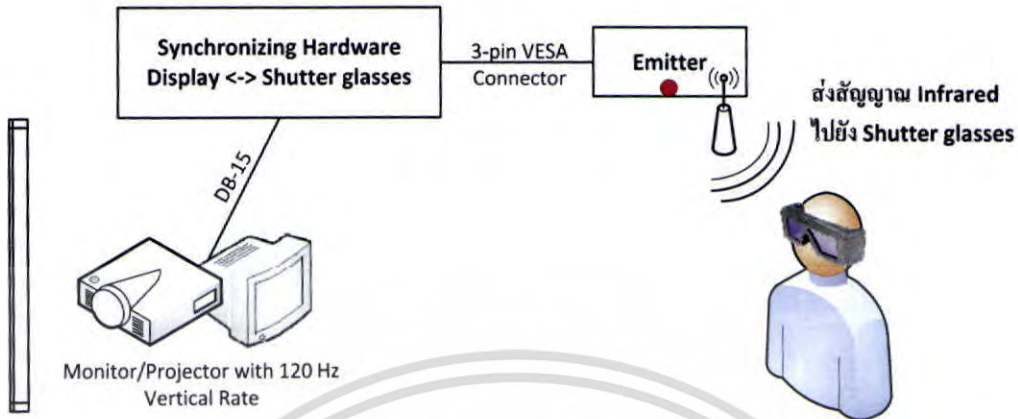 Synchronizing Hardware
Display <-> Shutter glasses
3-pin VESA
Connector
Emitter
ส่งสัญญาณ Infrared
ไปยัง Shutter glasses
DB-15
Monitor/Projector with 120 Hz
Vertical Rate